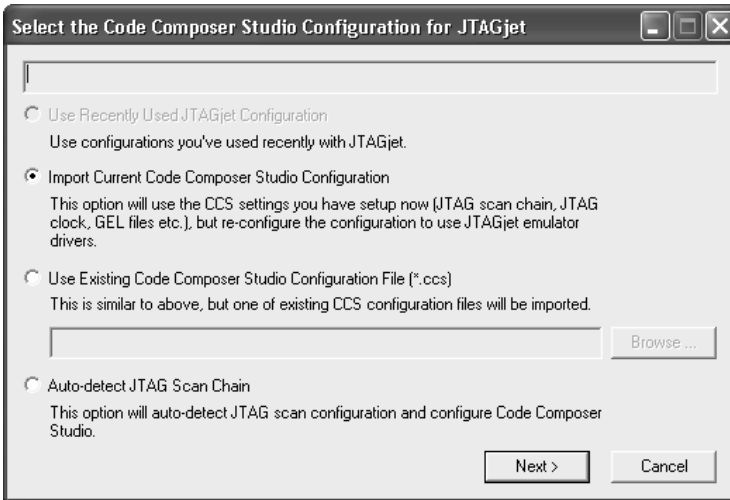 Select the Code Composer Studio Configuration for JTAGjet
Use Recently Used JTAGjet Configuration
Use configurations you've used recently with JTAGjet.
Import Current Code Composer Studio Configuration
This option will use the CCS settings you have setup now (JTAG scan chain, JTAG
clock, GEL files etc.), but re-configure the configuration to use JTAGjet emulator
drivers.
Use Existing Code Composer Studio Configuration File (*.ccs)
This is similar to above, but one of existing CCS configuration files will be imported.
Browse ...
Auto-detect JTAG Scan Chain
This option will auto-detect JTAG scan configuration and configure Code Composer
Studio.
Next >
Cancel